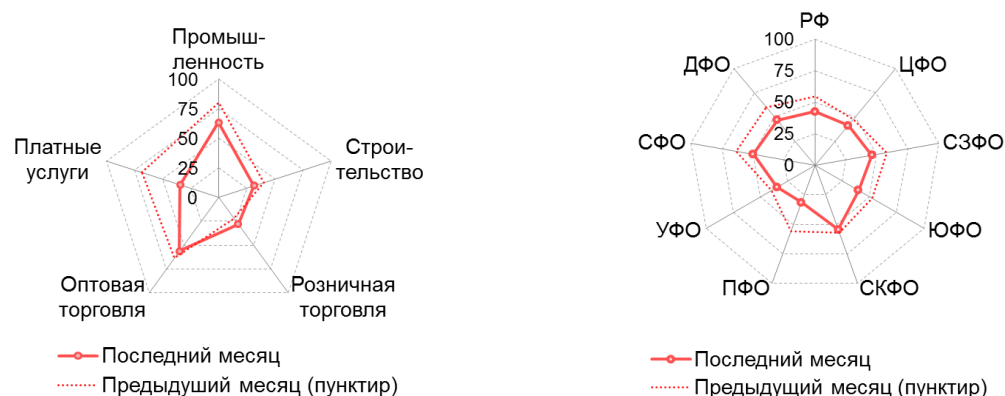 Промыш-
ленность
100
75
50
25
0
Строи-
тельство
Розничная
торговля
Оптовая
торговля
Платные
услуги
Последний месяц
Предыдуший месяц (пунктир)
РФ
100
75
50
25
0
ЦФО
СЗФО
ЮФО
СКФО
ПФО
УФО
СФО
ДФО
Последний месяц
Предыдущий месяц (пунктир)